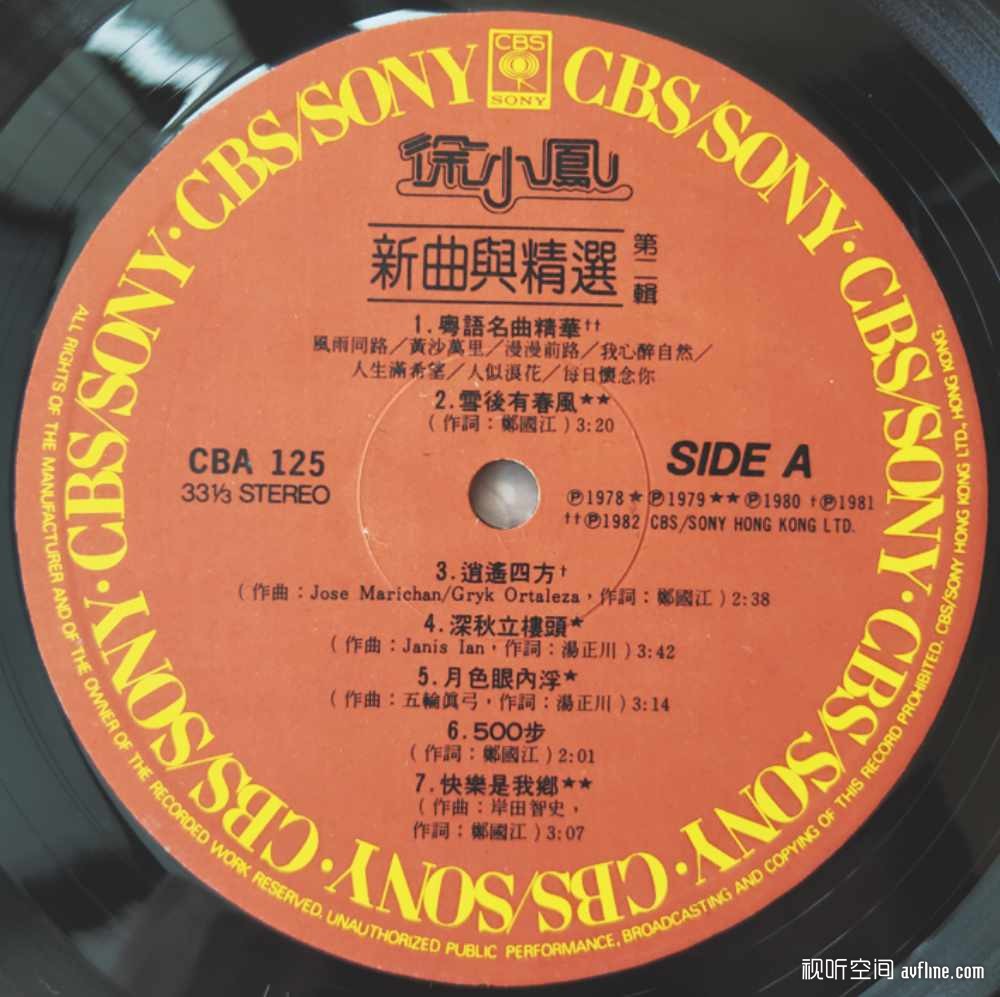 CBS/SONY · CBS/SONY · CBS/SONY · CBS/SONY · CBS/SONY · CBS/SONY · CBS/SONY · CBS/SONY
CBS
SONY
徐小鳳
新曲與精選 第二輯
1.粵語名曲精華††
風雨同路/黃沙萬里/漫漫前路/我心醉自然/
人生滿希望/人似浪花/每日懷念你
2.雪後有春風★★
(作詞:鄭國江)3:20
CBA 125
33⅓ STEREO
SIDE A
Ⓟ1978★Ⓟ1979★★Ⓟ1980 †Ⓟ1981
††Ⓟ1982 CBS/SONY HONG KONG LTD.
3.逍遙四方†
(作曲:Jose Marichan/Gryk Ortaleza,作詞:鄭國江)2:38
4.深秋立樓頭★
(作曲:Janis Ian,作詞:湯正川)3:42
5.月色眼內浮★
(作曲:五輪眞弓,作詞:湯正川)3:14
6.500步
(作詞:鄭國江)2:01
7.快樂是我鄉★★
(作曲:岸田智史,
作詞:鄭國江)3:07
ALL RIGHTS OF THE MANUFACTURER AND OF THE OWNER OF THE RECORDED WORK RESERVED. UNAUTHORIZED PUBLIC PERFORMANCE, BROADCASTING AND COPYING OF THIS RECORD PROHIBITED. CBS/SONY HONG KONG LTD., HONG KONG.
视听空间 avfline.com